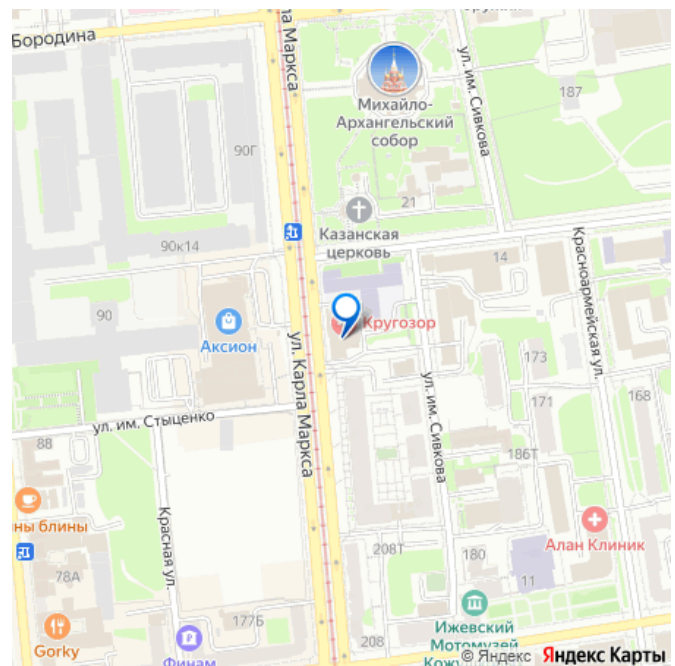 Бородина
Маркса
ул. Карла Маркса
ул. им. Сивкова
187
Михайло-
Архангельский
собор
90Г
21
90к14
Казанская
церковь
14
Красноармейская ул.
90
Аксион
Кругозор
173
171
168
ул. им. Стыценко
ул. им. Сивкова
88
186Т
ны блины
Красная ул.
Алан Клиник
208Т
180
78А
11
177Б
208
Ижевский
Мотомузей
Gorky
Финам
© Яндекс Яндекс Карты